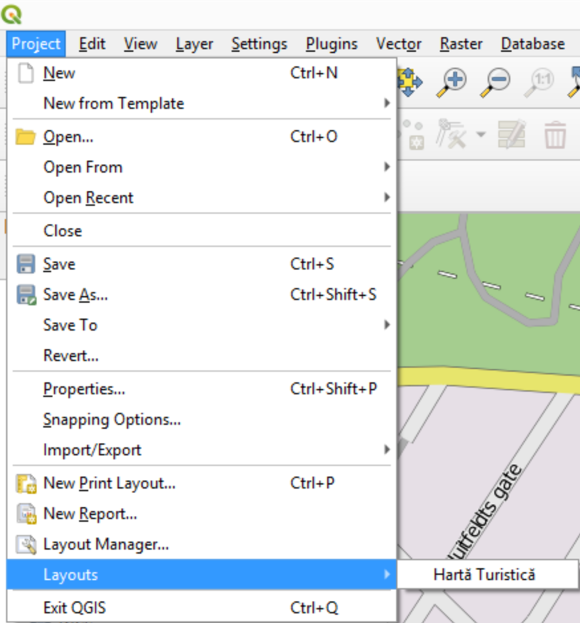 Project Edit View Layer Settings Plugins Vector Raster Database
New Ctrl+N
New from Template
Open... Ctrl+O
Open From
Open Recent
Close
Save Ctrl+S
Save As... Ctrl+Shift+S
Save To
Revert...
Properties... Ctrl+Shift+P
Snapping Options...
Import/Export
New Print Layout... Ctrl+P
New Report...
Layout Manager...
Layouts Hartă Turistică
Exit QGIS Ctrl+Q
1:1
gate